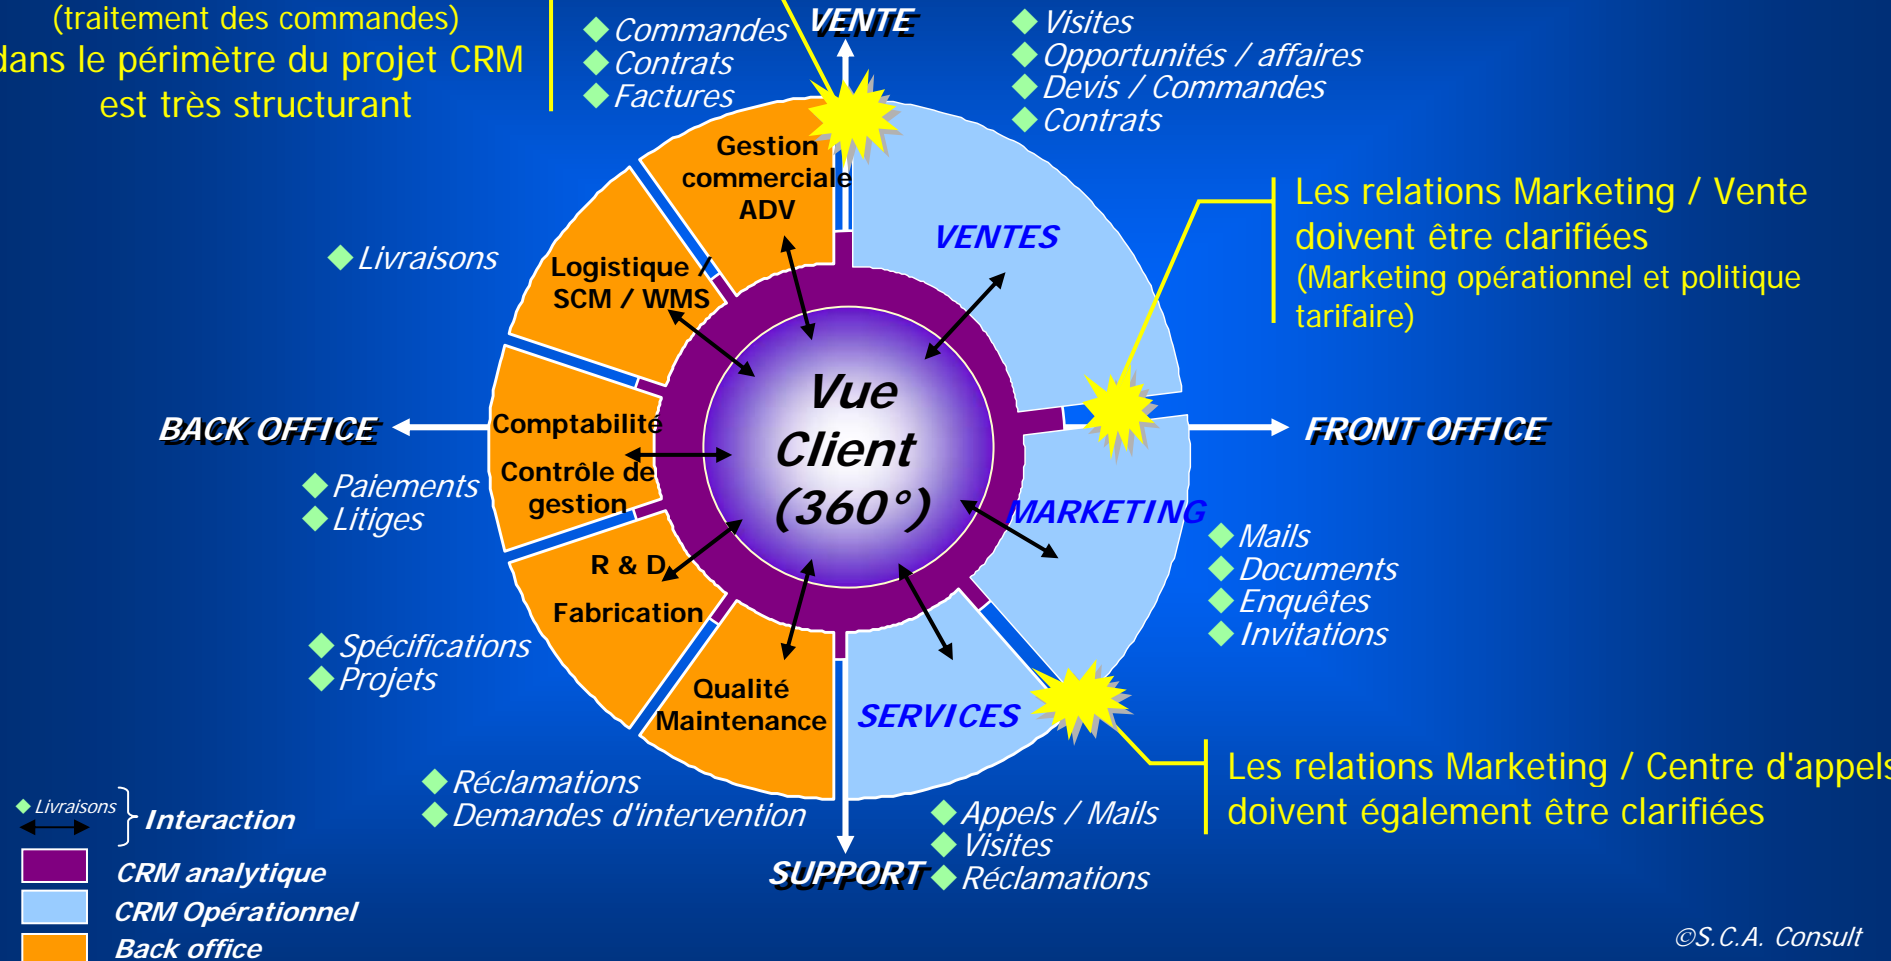 (traitement des commandes)
dans le périmètre du projet CRM
est très structurant
Commandes
Contrats
Factures
VENTE
Visites
Opportunités / affaires
Devis / Commandes
Contrats
Gestion
commerciale
ADV
VENTES
Les relations Marketing / Vente
doivent être clarifiées
(Marketing opérationnel et politique
tarifaire)
Livraisons
Logistique /
SCM / WMS
Vue
Client
(360°)
BACK OFFICE
Comptabilité
Contrôle de
gestion
FRONT OFFICE
Paiements
Litiges
MARKETING
Mails
Documents
Enquêtes
Invitations
R & D
Fabrication
Spécifications
Projets
Qualité
Maintenance
SERVICES
Les relations Marketing / Centre d'appels
doivent également être clarifiées
Réclamations
Demandes d'intervention
Appels / Mails
Visites
Réclamations
SUPPORT
Livraisons
Interaction
CRM analytique
CRM Opérationnel
Back office
©S.C.A. Consult